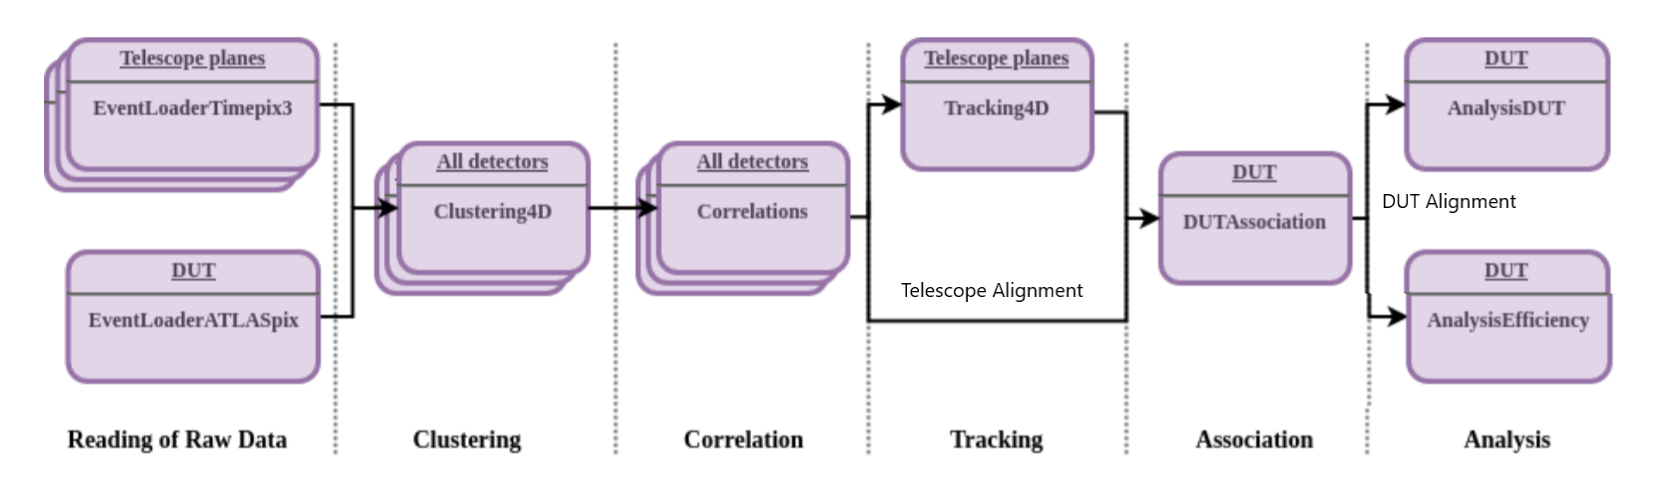 Telescope planes
EventLoaderTimepix3
DUT
EventLoaderATLASpix
All detectors
Clustering4D
All detectors
Correlations
Telescope planes
Tracking4D
Telescope Alignment
DUT
DUTAssociation
DUT
AnalysisDUT
DUT Alignment
DUT
AnalysisEfficiency
Reading of Raw Data
Clustering
Correlation
Tracking
Association
Analysis